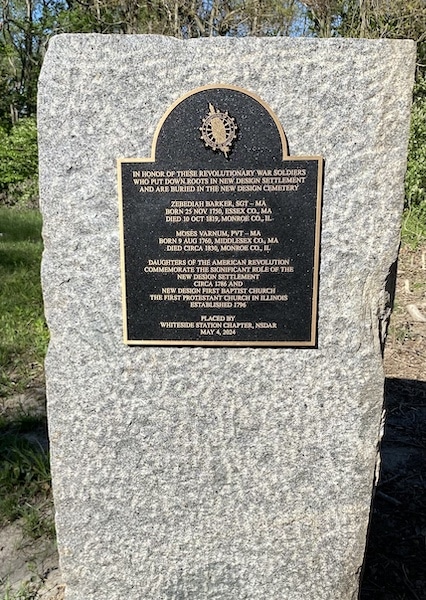 IN HONOR OF THESE REVOLUTIONARY WAR SOLDIERS
WHO PUT DOWN ROOTS IN NEW DESIGN SETTLEMENT
AND ARE BURIED IN THE NEW DESIGN CEMETERY
ZEBEDIAH BARKER, SGT – MA
BORN 25 NOV 1750, ESSEX CO., MA
DIED 10 OCT 1819, MONROE CO., IL.
MOSES VARNUM, PVT – MA
BORN 9 AUG 1760, MIDDLESEX CO., MA
DIED CIRCA 1830, MONROE CO., IL
DAUGHTERS OF THE AMERICAN REVOLUTION
COMMEMORATE THE SIGNIFICANT ROLE OF THE
NEW DESIGN SETTLEMENT
CIRCA 1786 AND
NEW DESIGN FIRST BAPTIST CHURCH
THE FIRST PROTESTANT CHURCH IN ILLINOIS
ESTABLISHED 1796
PLACED BY
WHITESIDE STATION CHAPTER, NSDAR
MAY 4, 2024